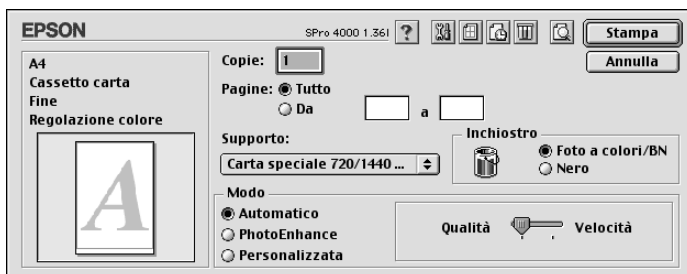 EPSON
SPro 4000 1.36I
?
Stampa
Annulla
A4
Cassetto carta
Fine
Regolazione colore
A
Copie: 1
Pagine: Tutto
Da a
Supporto:
Carta speciale 720/1440 ...
Inchiostro
Foto a colori/BN
Nero
Modo
Automatico
PhotoEnhance
Personalizzata
Qualità Velocità